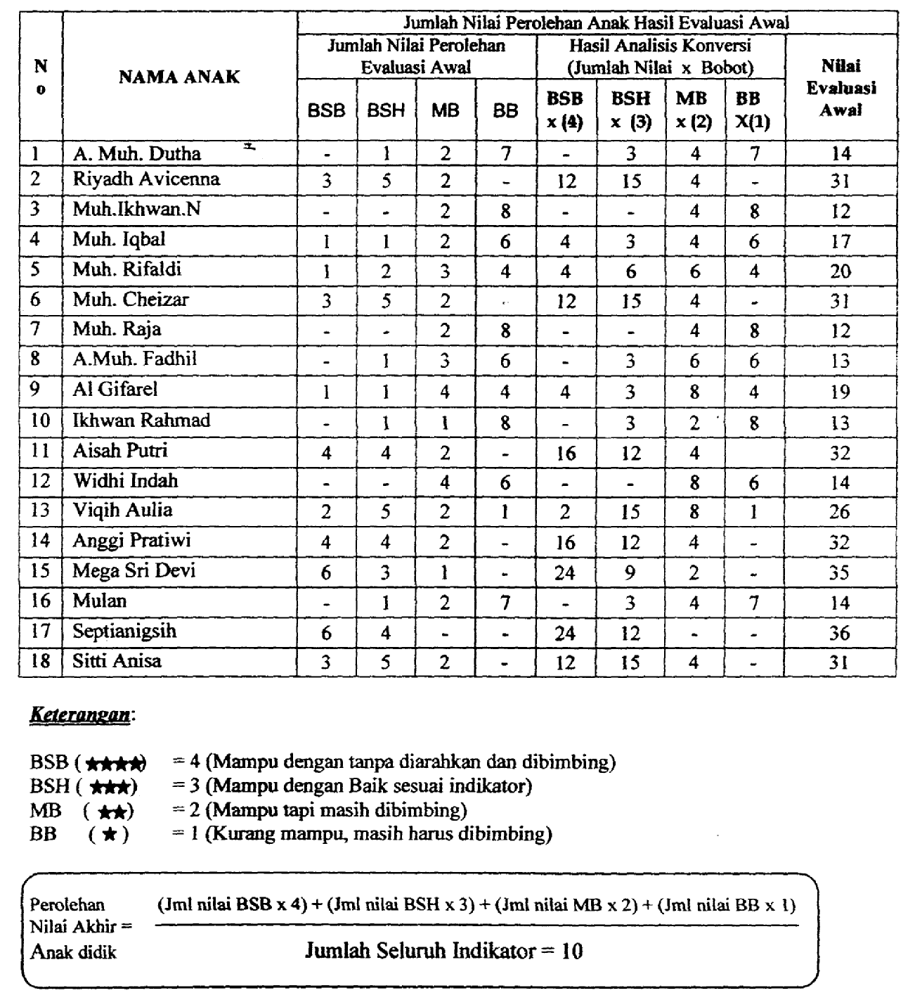 Jumlah Nilai Perolehan Anak Hasil Evaluasi Awal
Jumlah Nilai Perolehan Evaluasi Awal
Hasil Analisis Konversi (Jumlah Nilai x Bobot)
No NAMA ANAK BSB BSH MB BB BSB x (4) BSH x (3) MB x (2) BB X(1) Nilai Evaluasi Awal
1 A. Muh. Dutha - 1 2 7 - 3 4 7 14
2 Riyadh Avicenna 3 5 2 - 12 15 4 - 31
3 Muh.Ikhwan.N - - 2 8 - - 4 8 12
4 Muh. Iqbal 1 1 2 6 4 3 4 6 17
5 Muh. Rifaldi 1 2 3 4 4 6 6 4 20
6 Muh. Cheizar 3 5 2 - 12 15 4 - 31
7 Muh. Raja - - 2 8 - - 4 8 12
8 A.Muh. Fadhil - 1 3 6 - 3 6 6 13
9 Al Gifarel 1 1 4 4 4 3 8 4 19
10 Ikhwan Rahmad - 1 1 8 - 3 2 8 13
11 Aisah Putri 4 4 2 - 16 12 4 32
12 Widhi Indah - - 4 6 - - 8 6 14
13 Viqih Aulia 2 5 2 1 2 15 8 1 26
14 Anggi Pratiwi 4 4 2 - 16 12 4 - 32
15 Mega Sri Devi 6 3 1 - 24 9 2 - 35
16 Mulan - 1 2 7 - 3 4 7 14
17 Septianigsih 6 4 - - 24 12 - - 36
18 Sitti Anisa 3 5 2 - 12 15 4 - 31
Keterangan:
BSB ( ★★★★) = 4 (Mampu dengan tanpa diarahkan dan dibimbing)
BSH ( ★★★) = 3 (Mampu dengan Baik sesuai indikator)
MB ( ★★) = 2 (Mampu tapi masih dibimbing)
BB ( ★ ) = 1 (Kurang mampu, masih harus dibimbing)
Perolehan (Jml nilai BSB x 4) + (Jml nilai BSH x 3) + (Jml nilai MB x 2) + (Jml nilai BB x 1)
Nilai Akhir =
Anak didik Jumlah Seluruh Indikator = 10